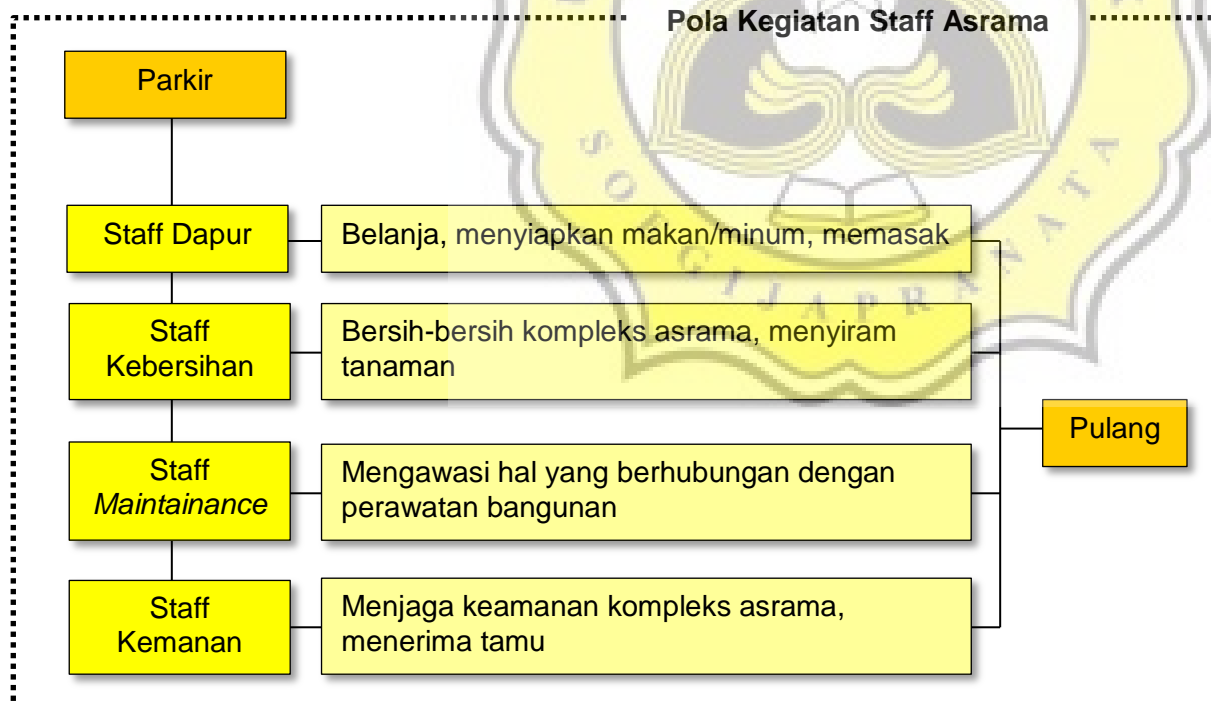 Pola Kegiatan Staff Asrama
Parkir
Staff Dapur
Belanja, menyiapkan makan/minum, memasak
Staff
Kebersihan
Bersih-bersih kompleks asrama, menyiram
tanaman
Staff
Maintainance
Mengawasi hal yang berhubungan dengan
perawatan bangunan
Staff
Kemanan
Menjaga keamanan kompleks asrama,
menerima tamu
Pulang
SOEGIJAPRANATA